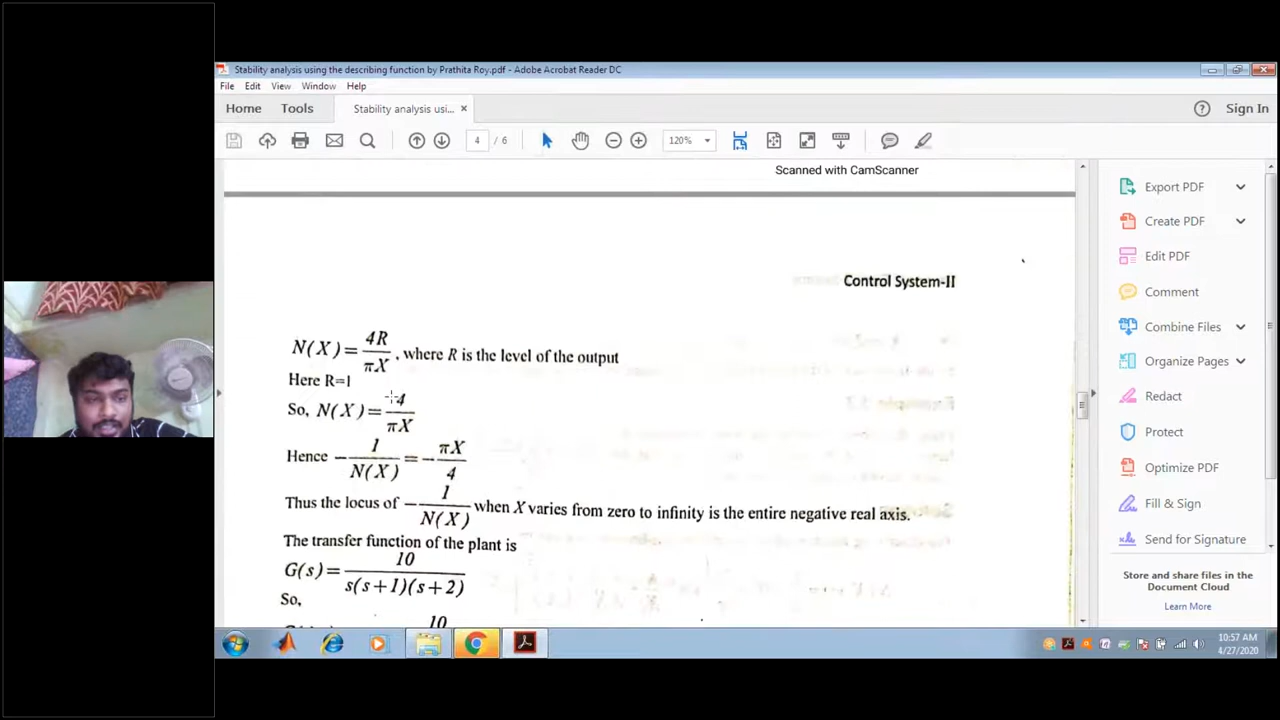 Stability analysis using the describing function by Prathita Roy.pdf - Adobe Acrobat Reader DC
File Edit View Window Help
Home Tools Stability analysis usi... × Sign In
4 / 6 120%
Scanned with CamScanner
Control System-II
N(X)= 4R/πX , where R is the level of the output
Here R=1
So, N(X)= 4/πX
Hence - 1/N(X) = - πX/4
Thus the locus of - 1/N(X) when X varies from zero to infinity is the entire negative real axis.
The transfer function of the plant is
G(s)= 10/s(s+1)(s+2)
So,
10
Export PDF
Create PDF
Edit PDF
Comment
Combine Files
Organize Pages
Redact
Protect
Optimize PDF
Fill & Sign
Send for Signature
Store and share files in the
Document Cloud
Learn More
10:57 AM
4/27/2020